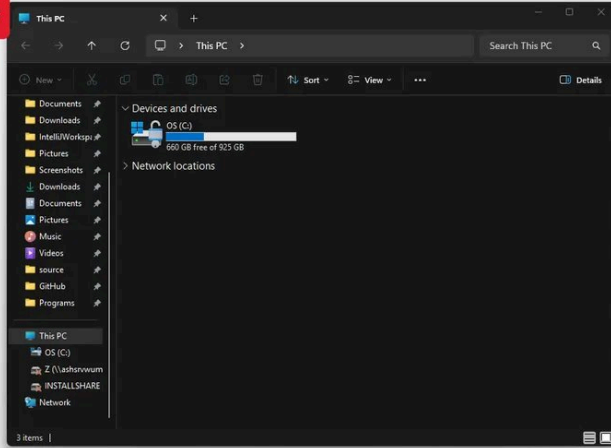 This PC
This PC
Search This PC
New
Sort
View
Details
Documents
Downloads
IntelliJWorkspa
Pictures
Screenshots
Downloads
Documents
Pictures
Music
Videos
source
GitHub
Programs
This PC
OS (C:)
Z (\\ashsrvwum
INSTALLSHARE
Network
Devices and drives
OS (C:)
660 GB free of 925 GB
Network locations
3 items